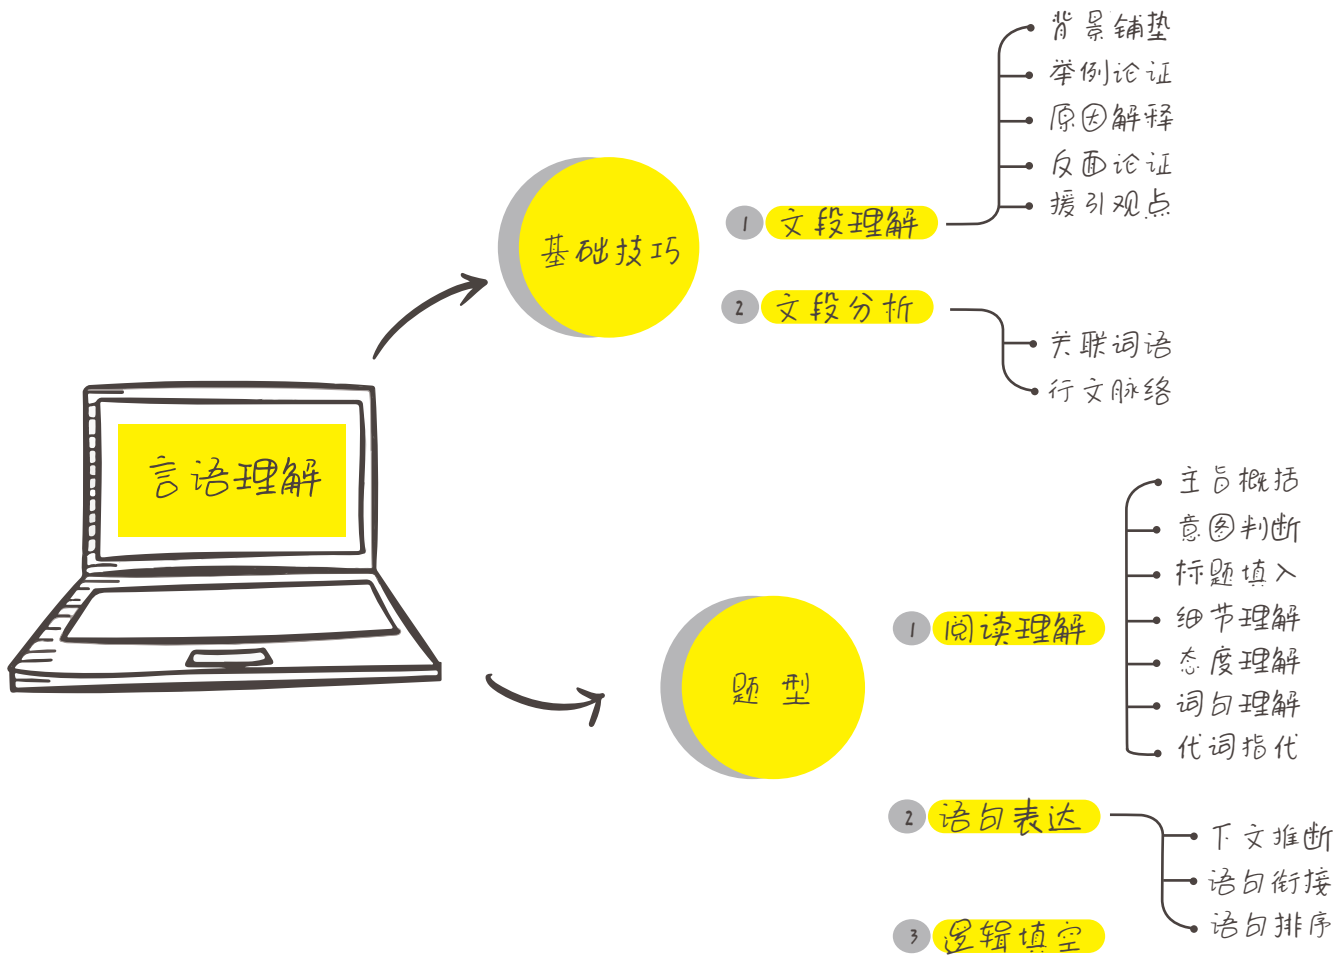 言语理解
基础技巧
1 文段理解
背景铺垫
举例论证
原因解释
反面论证
援引观点
2 文段分析
关联词语
行文脉络
题型
1 阅读理解
主旨概括
意图判断
标题填入
细节理解
态度理解
词句理解
代词指代
2 语句表达
下文推断
语句衔接
语句排序
3 逻辑填空